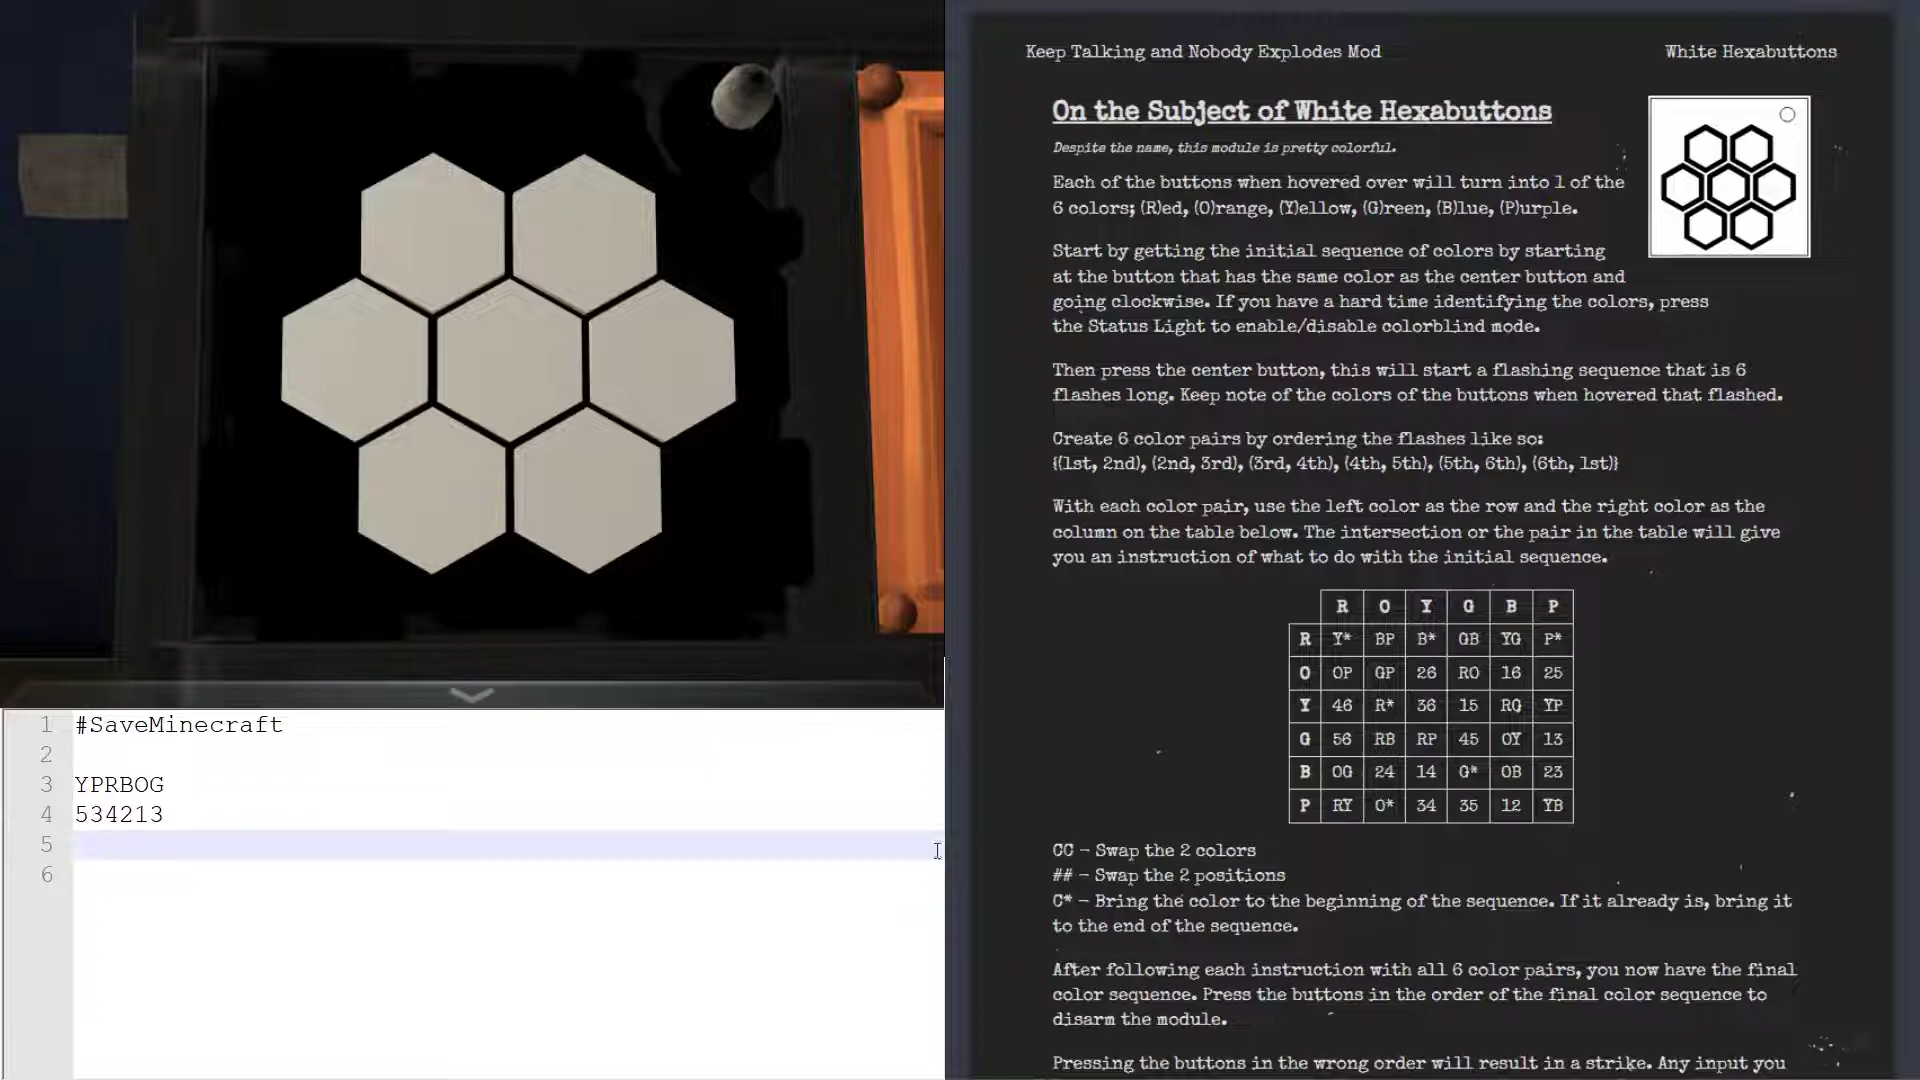 Keep Talking and Nobody Explodes Mod
White Hexabuttons
On the Subject of White Hexabuttons
Despite the name, this module is pretty colorful.
Each of the buttons when hovered over will turn into 1 of the
6 colors; (R)ed, (O)range, (Y)ellow, (G)reen, (B)lue, (P)urple.
Start by getting the initial sequence of colors by starting
at the button that has the same color as the center button and
going clockwise. If you have a hard time identifying the colors, press
the Status Light to enable/disable colorblind mode.
Then press the center button, this will start a flashing sequence that is 6
flashes long. Keep note of the colors of the buttons when hovered that flashed.
Create 6 color pairs by ordering the flashes like so:
{(1st, 2nd), (2nd, 3rd), (3rd, 4th), (4th, 5th), (5th, 6th), (6th, 1st)}
With each color pair, use the left color as the row and the right color as the
column on the table below. The intersection or the pair in the table will give
you an instruction of what to do with the initial sequence.
R O Y G B P
R Y* BP B* GB YG P*
O OP GP 26 RO 16 25
Y 46 R* 36 15 RG YP
G 56 RB RP 45 OY 13
B OG 24 14 G* OB 23
P RY O* 34 35 12 YB
CC - Swap the 2 colors
## - Swap the 2 positions
C* - Bring the color to the beginning of the sequence. If it already is, bring it
to the end of the sequence.
After following each instruction with all 6 color pairs, you now have the final
color sequence. Press the buttons in the order of the final color sequence to
disarm the module.
Pressing the buttons in the wrong order will result in a strike. Any input you
1 #SaveMinecraft
2
3 YPRBOG
4 534213
5
6